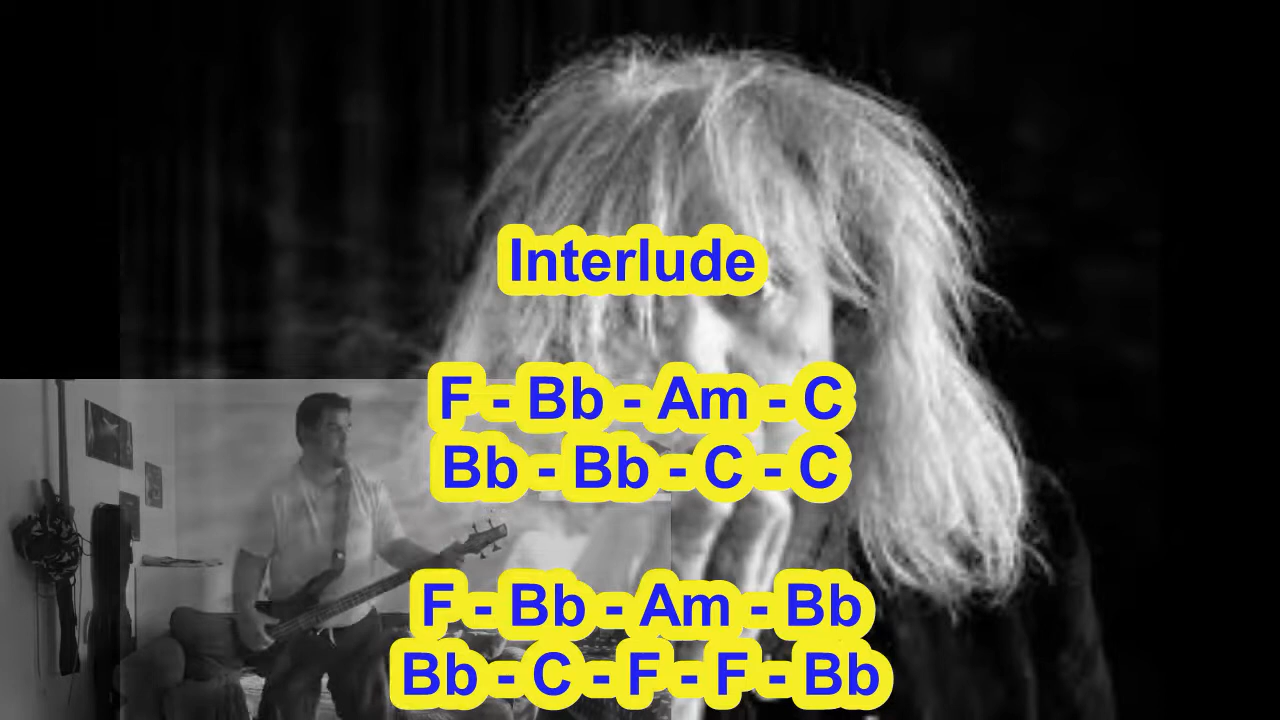 Interlude
F - Bb - Am - C
Bb - Bb - C - C
F - Bb - Am - Bb
Bb - C - F - F - Bb